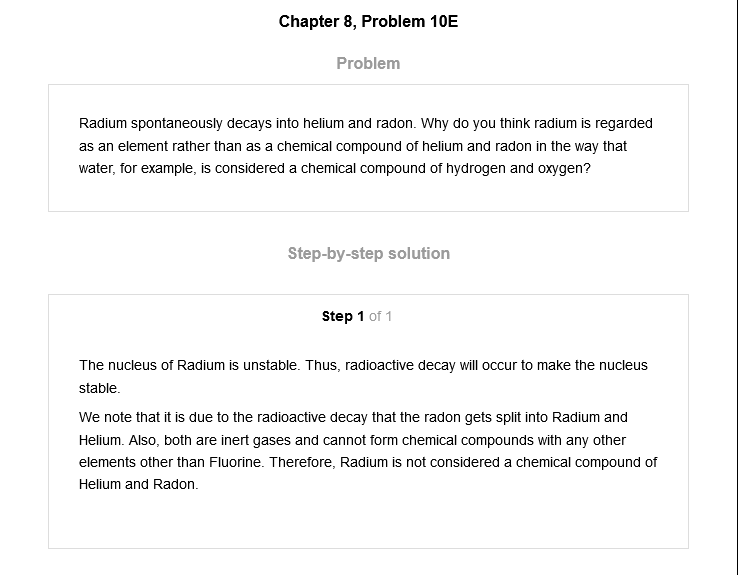 Chapter 8, Problem 10E
Problem
Radium spontaneously decays into helium and radon. Why do you think radium is regarded
as an element rather than as a chemical compound of helium and radon in the way that
water, for example, is considered a chemical compound of hydrogen and oxygen?
Step-by-step solution
Step 1 of 1
The nucleus of Radium is unstable. Thus, radioactive decay will occur to make the nucleus
stable.
We note that it is due to the radioactive decay that the radon gets split into Radium and
Helium. Also, both are inert gases and cannot form chemical compounds with any other
elements other than Fluorine. Therefore, Radium is not considered a chemical compound of
Helium and Radon.